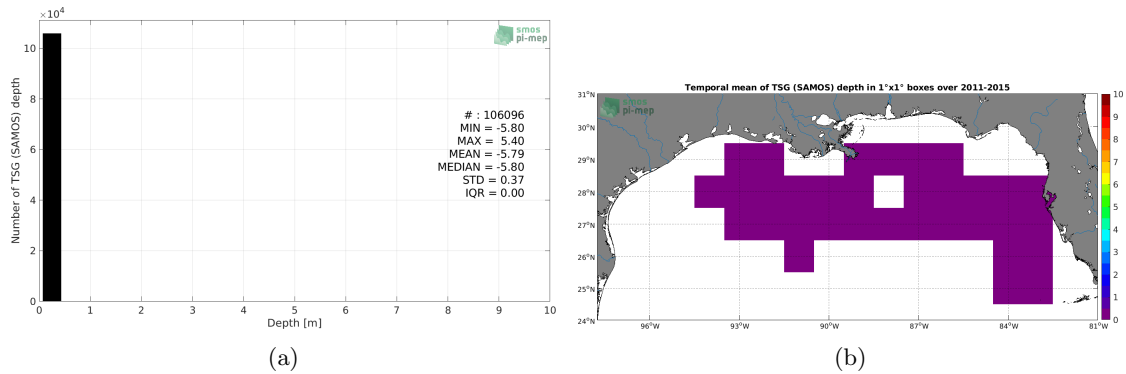 ×10⁴
10
8
6
4
2
0
Number of TSG (SAMOS) depth
smos
pi-mep
# : 106096
MIN = -5.80
MAX = 5.40
MEAN = -5.79
MEDIAN = -5.80
STD = 0.37
IQR = 0.00
0 1 2 3 4 5 6 7 8 9 10
Depth [m]
(a)
Temporal mean of TSG (SAMOS) depth in 1°x1° boxes over 2011-2015
smos
pi-mep
31°N
30°N
29°N
28°N
27°N
26°N
25°N
24°N
96°W 93°W 90°W 87°W 84°W 81°W
10
9
8
7
6
5
4
3
2
1
0
(b)